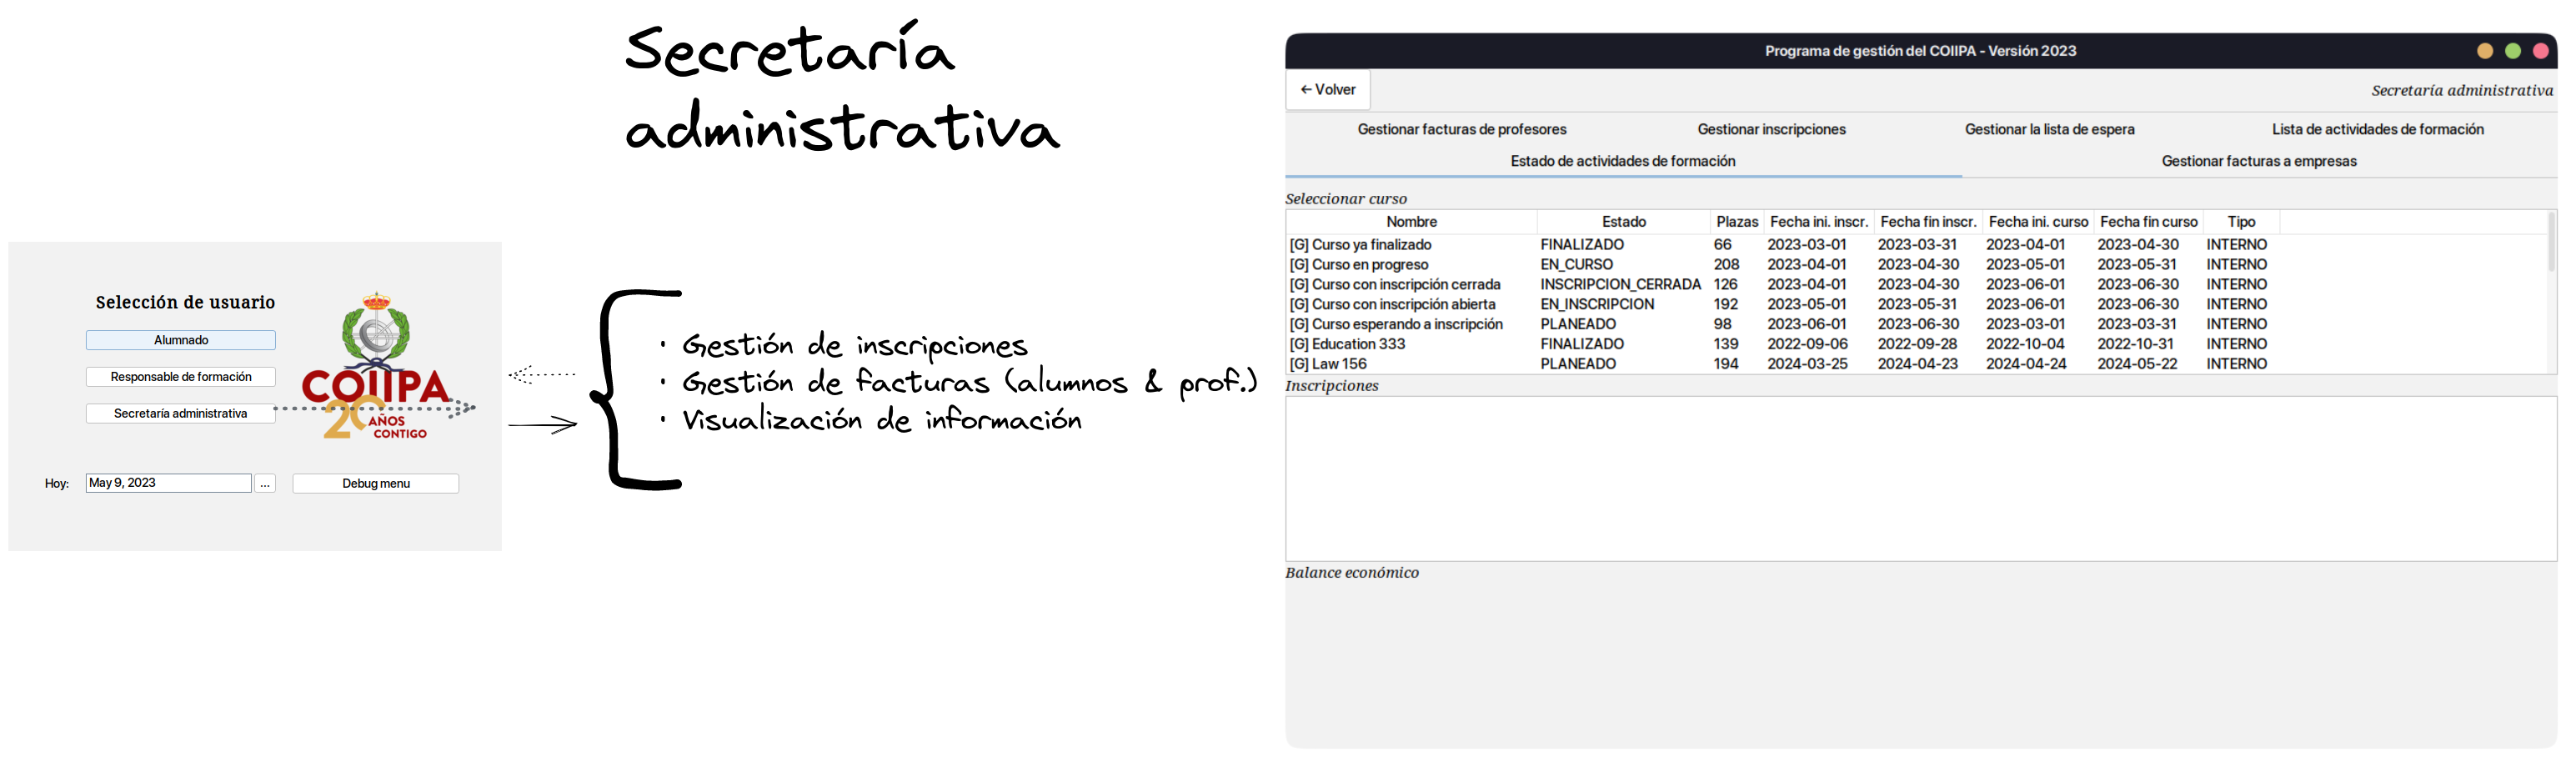 Secretaría
administrativa
Selección de usuario
Alumnado
Responsable de formación
Secretaría administrativa
COIIPA
20 AÑOS
CONTIGO
Hoy: May 9, 2023 ... Debug menu
· Gestión de inscripciones
· Gestión de facturas (alumnos & prof.)
· Visualización de información
Programa de gestión del COIIPA - Versión 2023
← Volver Secretaría administrativa
Gestionar facturas de profesores Gestionar inscripciones Gestionar la lista de espera Lista de actividades de formación
Estado de actividades de formación Gestionar facturas a empresas
Seleccionar curso
Nombre Estado Plazas Fecha ini. inscr. Fecha fin inscr. Fecha ini. curso Fecha fin curso Tipo
[G] Curso ya finalizado FINALIZADO 66 2023-03-01 2023-03-31 2023-04-01 2023-04-30 INTERNO
[G] Curso en progreso EN_CURSO 208 2023-04-01 2023-04-30 2023-05-01 2023-05-31 INTERNO
[G] Curso con inscripción cerrada INSCRIPCION_CERRADA 126 2023-04-01 2023-04-30 2023-06-01 2023-06-30 INTERNO
[G] Curso con inscripción abierta EN_INSCRIPCION 192 2023-05-01 2023-05-31 2023-06-01 2023-06-30 INTERNO
[G] Curso esperando a inscripción PLANEADO 98 2023-06-01 2023-06-30 2023-03-01 2023-03-31 INTERNO
[G] Education 333 FINALIZADO 139 2022-09-06 2022-09-28 2022-10-04 2022-10-31 INTERNO
[G] Law 156 PLANEADO 194 2024-03-25 2024-04-23 2024-04-24 2024-05-22 INTERNO
Inscripciones
Balance económico